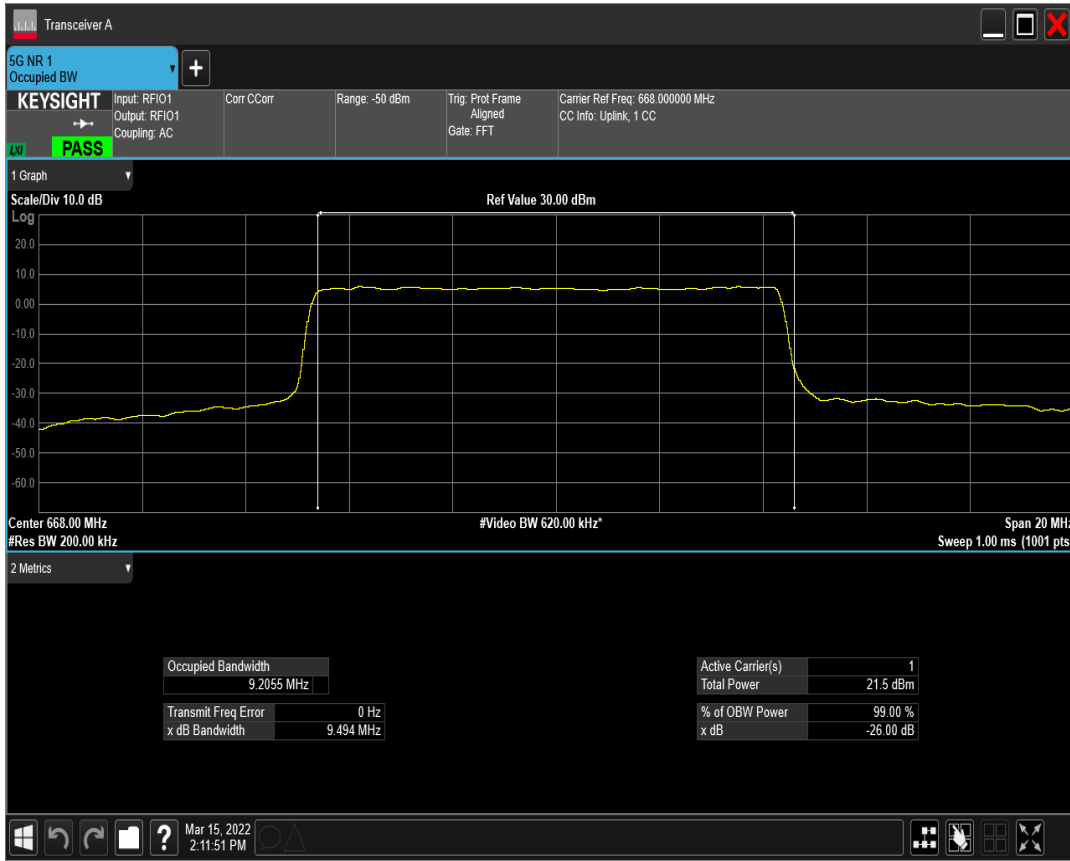 Transceiver A
5G NR 1
Occupied BW
+
KEYSIGHT
LXI
PASS
Input: RFIO1
Output: RFIO1
Coupling: AC
Corr CCorr
Range: -50 dBm
Trig: Prot Frame
Aligned
Gate: FFT
Carrier Ref Freq: 668.000000 MHz
CC Info: Uplink, 1 CC
1 Graph
Scale/Div 10.0 dB
Ref Value 30.00 dBm
Log
20.0
10.0
0.00
-10.0
-20.0
-30.0
-40.0
-50.0
-60.0
Center 668.00 MHz
#Video BW 620.00 kHz*
Span 20 MHz
#Res BW 200.00 kHz
Sweep 1.00 ms (1001 pts
2 Metrics
Occupied Bandwidth
9.2055 MHz
Transmit Freq Error 0 Hz
x dB Bandwidth 9.494 MHz
Active Carrier(s) 1
Total Power 21.5 dBm
% of OBW Power 99.00 %
x dB -26.00 dB
?
Mar 15, 2022
2:11:51 PM